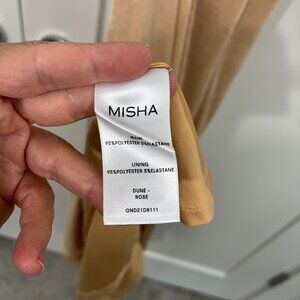 MISHA
MAIN
95%POLYESTER 5%ELASTANE
LINING
95%POLYESTER 5%ELASTANE
DUNE -
ROSE
OND21DR111